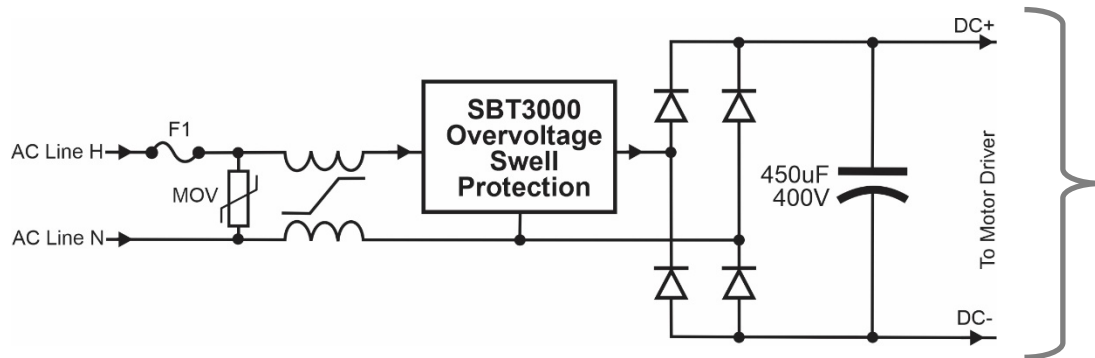 DC+
F1
SBT3000
Overvoltage
Swell
Protection
AC Line H
MOV
450uF
400V
To Motor Driver
AC Line N
DC-